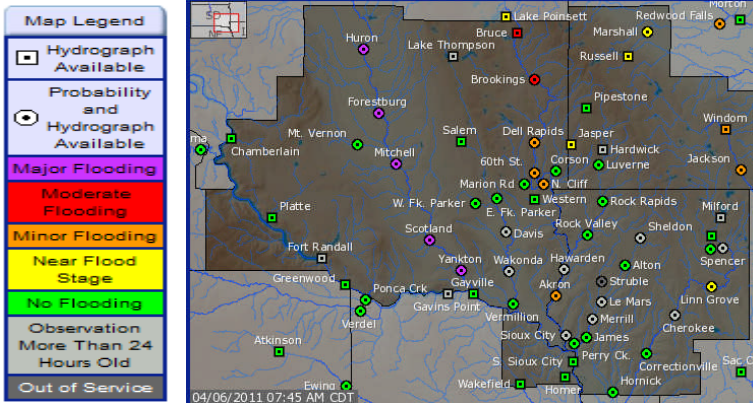 Map Legend
Hydrograph
Available
Probability
and
Hydrograph
Available
Major Flooding
Moderate
Flooding
Minor Flooding
Near Flood
Stage
No Flooding
Observation
More Than 24
Hours Old
Out of Service
SD
NE
Lake Poinsett
Morton
Redwood Falls
Bruce
Marshall
Huron
Lake Thompson
Russell
Brookings
Forestburg
Pipestone
Windom
Mt. Vernon
Salem
Dell Rapids
Jasper
Chamberlain
Hardwick
Mitchell
60th St.
Corson
Luverne
Jackson
Marion Rd
N. Cliff
Platte
W. Fk. Parker
Western
Rock Rapids
Milford
E. Fk. Parker
Scotland
Davis
Rock Valley
Sheldon
Fort Randall
Yankton
Wakonda
Hawarden
Alton
Spencer
Greenwood
Ponca Crk
Gayville
Akron
Struble
Linn Grove
Gavins Point
Le Mars
Verdel
Vermillion
Merrill
Cherokee
Atkinson
Sioux City
James
Perry Ck.
S. Sioux City
Correctionville
Sac C
Ewing
Wakefield
Homer
Hornick
04/06/2011 07:45 AM CDT